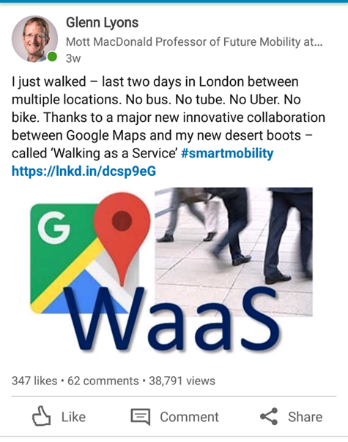 Glenn Lyons
Mott MacDonald Professor of Future Mobility at...
3w
I just walked – last two days in London between
multiple locations. No bus. No tube. No Uber. No
bike. Thanks to a major new innovative collaboration
between Google Maps and my new desert boots –
called ‘Walking as a Service’ #smartmobility
https://lnkd.in/dcsp9eG
G
WaaS
347 likes • 62 comments • 38,791 views
Like
Comment
Share